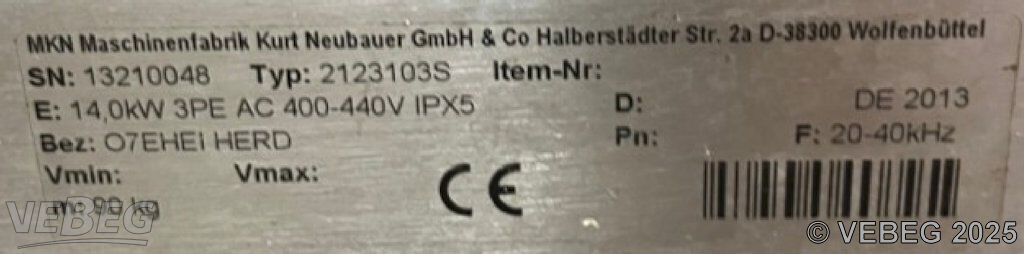 MKN Maschinenfabrik Kurt Neubauer GmbH & Co Halberstädter Str. 2a D-38300 Wolfenbüttel
SN: 13210048 Typ: 2123103S Item-Nr:
E: 14,0kW 3PE AC 400-440V IPX5 D: DE 2013
Bez: O7EHEI HERD Pn: F: 20-40kHz
Vmin: Vmax: CE
m: 90 kg
VEBEG
© VEBEG 2025